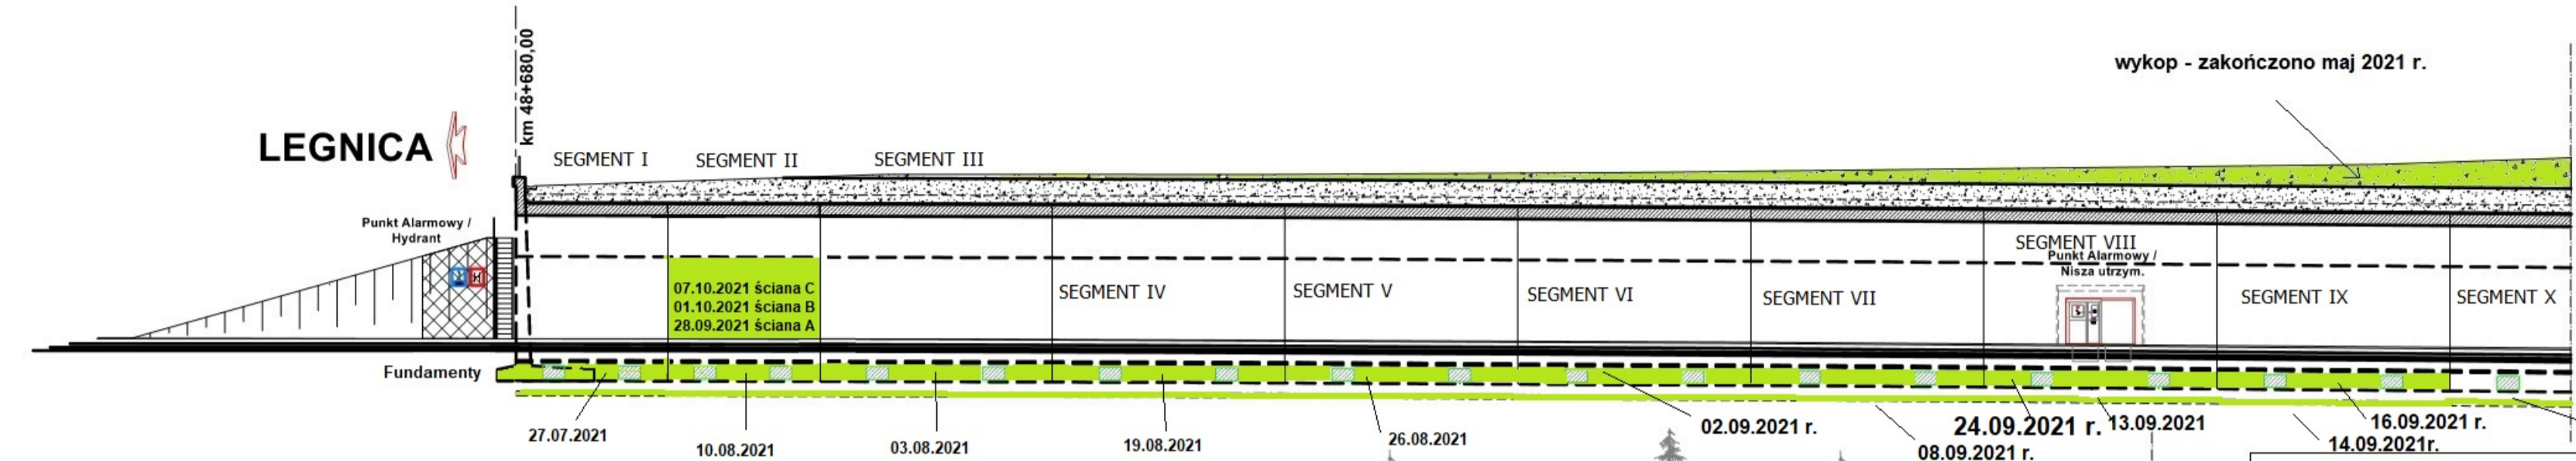 wykop - zakończono maj 2021 r.
km 48+680,00
LEGNICA
SEGMENT I
SEGMENT II
SEGMENT III
Punkt Alarmowy /
Hydrant
H
07.10.2021 ściana C
01.10.2021 ściana B
28.09.2021 ściana A
SEGMENT IV
SEGMENT V
SEGMENT VI
SEGMENT VII
SEGMENT VIII
Punkt Alarmowy /
Nisza utrzym.
SEGMENT IX
SEGMENT X
Fundamenty
27.07.2021
10.08.2021
03.08.2021
19.08.2021
26.08.2021
02.09.2021 r.
08.09.2021 r.
24.09.2021 r.
13.09.2021
14.09.2021r.
16.09.2021 r.